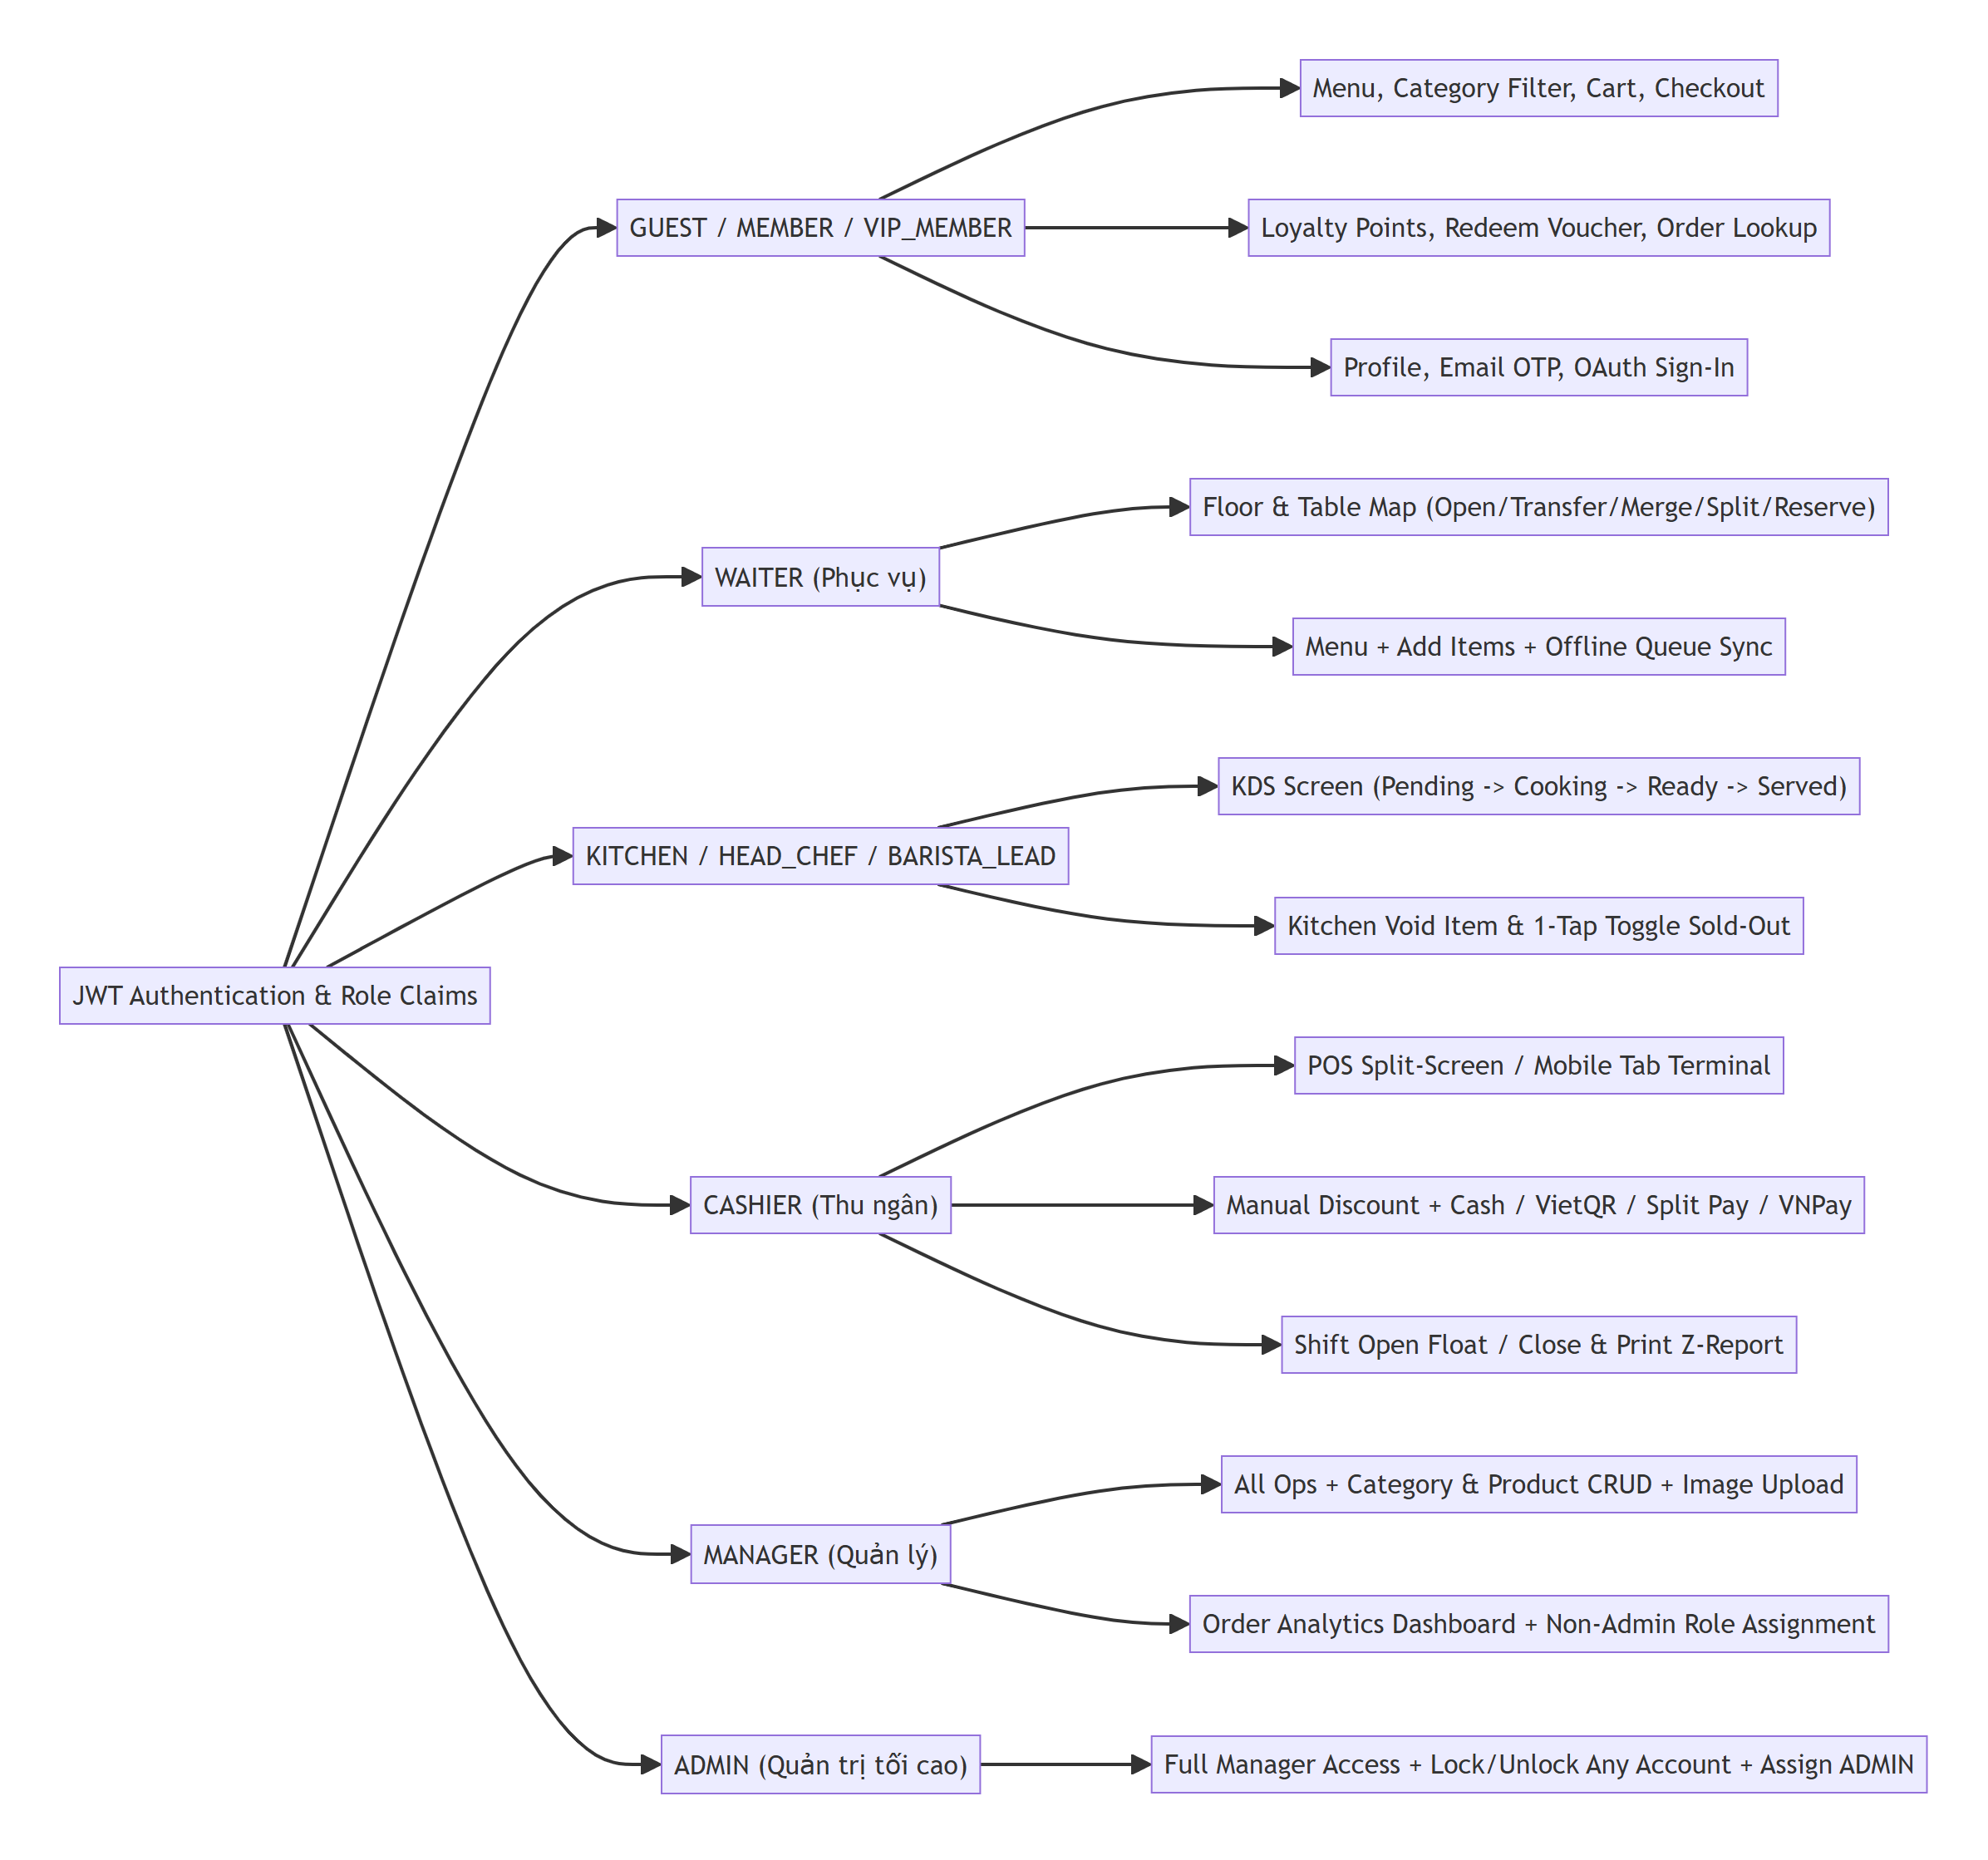 JWT Authentication & Role Claims
GUEST / MEMBER / VIP_MEMBER
Menu, Category Filter, Cart, Checkout
Loyalty Points, Redeem Voucher, Order Lookup
Profile, Email OTP, OAuth Sign-In
WAITER (Phục vụ)
Floor & Table Map (Open/Transfer/Merge/Split/Reserve)
Menu + Add Items + Offline Queue Sync
KITCHEN / HEAD_CHEF / BARISTA_LEAD
KDS Screen (Pending -> Cooking -> Ready -> Served)
Kitchen Void Item & 1-Tap Toggle Sold-Out
CASHIER (Thu ngân)
POS Split-Screen / Mobile Tab Terminal
Manual Discount + Cash / VietQR / Split Pay / VNPay
Shift Open Float / Close & Print Z-Report
MANAGER (Quản lý)
All Ops + Category & Product CRUD + Image Upload
Order Analytics Dashboard + Non-Admin Role Assignment
ADMIN (Quản trị tối cao)
Full Manager Access + Lock/Unlock Any Account + Assign ADMIN